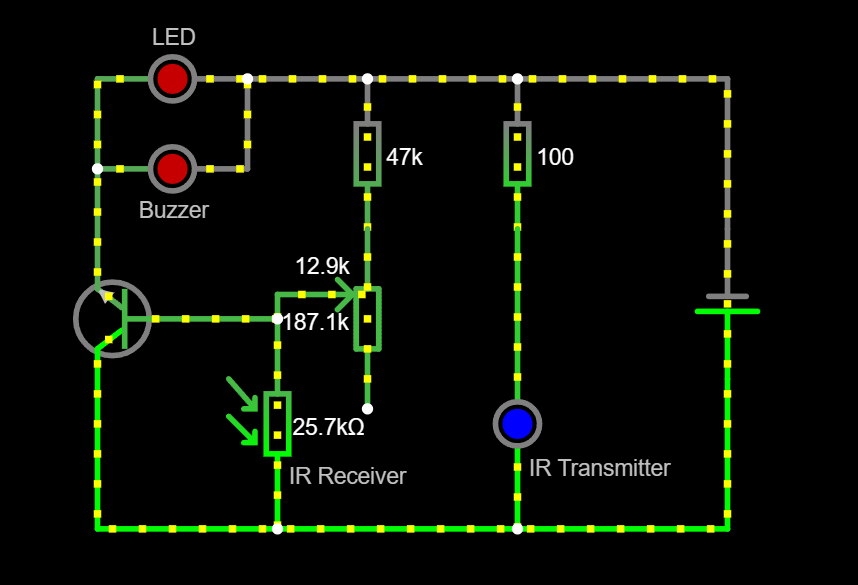 LED
47k
100
Buzzer
12.9k
187.1k
25.7kΩ
IR Receiver
IR Transmitter